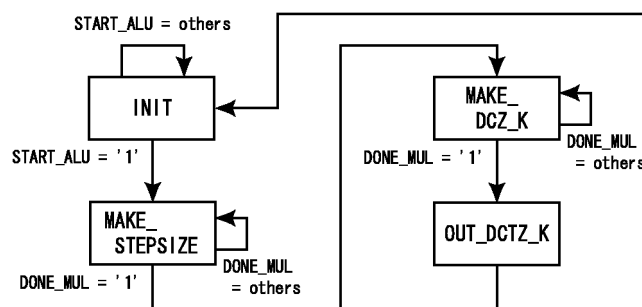 START_ALU = others
INIT
START_ALU = '1'
MAKE_
STEPSIZE
DONE_MUL = '1'
DONE_MUL
= others
MAKE_
DCZ_K
DONE_MUL
= others
DONE_MUL = '1'
OUT_DCTZ_K